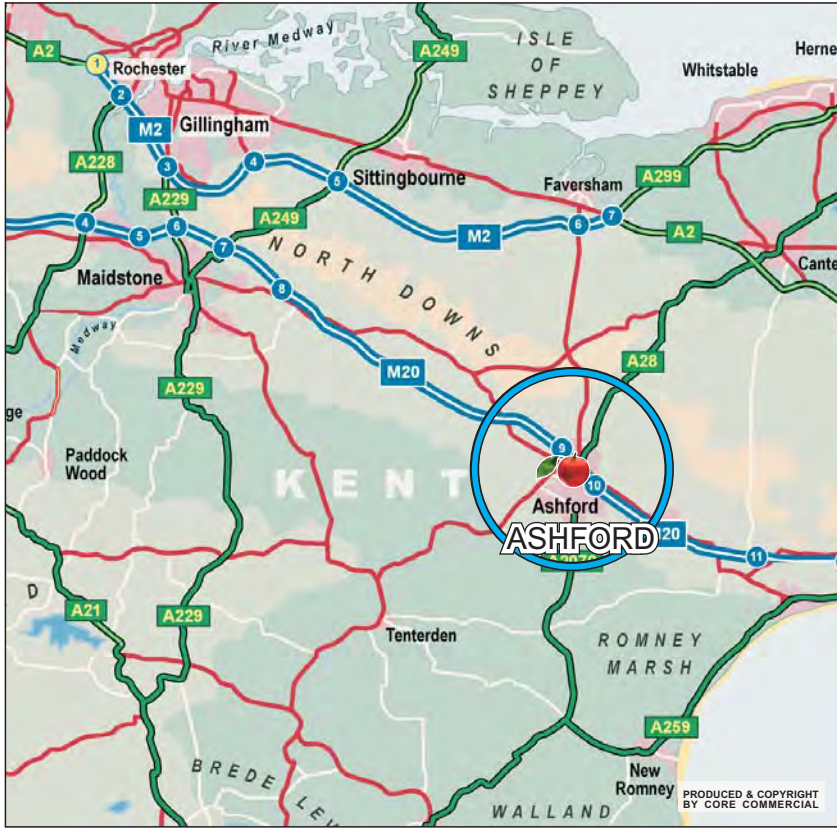 A2
1
Rochester
River Medway
A249
ISLE
OF
SHEPPEY
Whitstable
Herne
2
M2
Gillingham
A228
3
4
5
Sittingbourne
Faversham
A299
A229
A249
M2
6
7
A2
4
5
6
7
Maidstone
8
NORTH DOWNS
Cante
Medway
A229
M20
A28
ge
Paddock
Wood
KENT
9
10
Ashford
ASHFORD
11
D
A21
A229
Tenterden
ROMNEY
MARSH
A259
New
Romney
BREDE
WALLAND
PRODUCED & COPYRIGHT
BY CORE COMMERCIAL